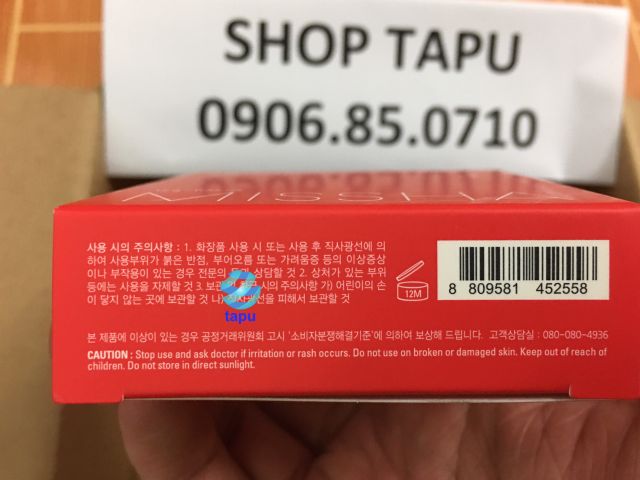 SHOP TAPU
0906.85.0710
MISSHA
사용 시의 주의사항 : 1. 화장품 사용 시 또는 사용 후 직사광선에 의
하여 사용부위가 붉은 반점, 부어오름 또는 가려움증 등의 이상증상
이나 부작용이 있는 경우 전문의 등과 상담할 것 2. 상처가 있는 부위
등에는 사용을 자제할 것 3. 보관 및 취급 시의 주의사항 가) 어린이의 손
이 닿지 않는 곳에 보관할 것 나) 직사광선을 피해서 보관할 것
tapu
12M
8 809581 452558
본 제품에 이상이 있는 경우 공정거래위원회 고시 '소비자분쟁해결기준'에 의하여 보상해 드립니다. 고객상담실 : 080-080-4936
CAUTION : Stop use and ask doctor if irritation or rash occurs. Do not use on broken or damaged skin. Keep out of reach of
children. Do not store in direct sunlight.